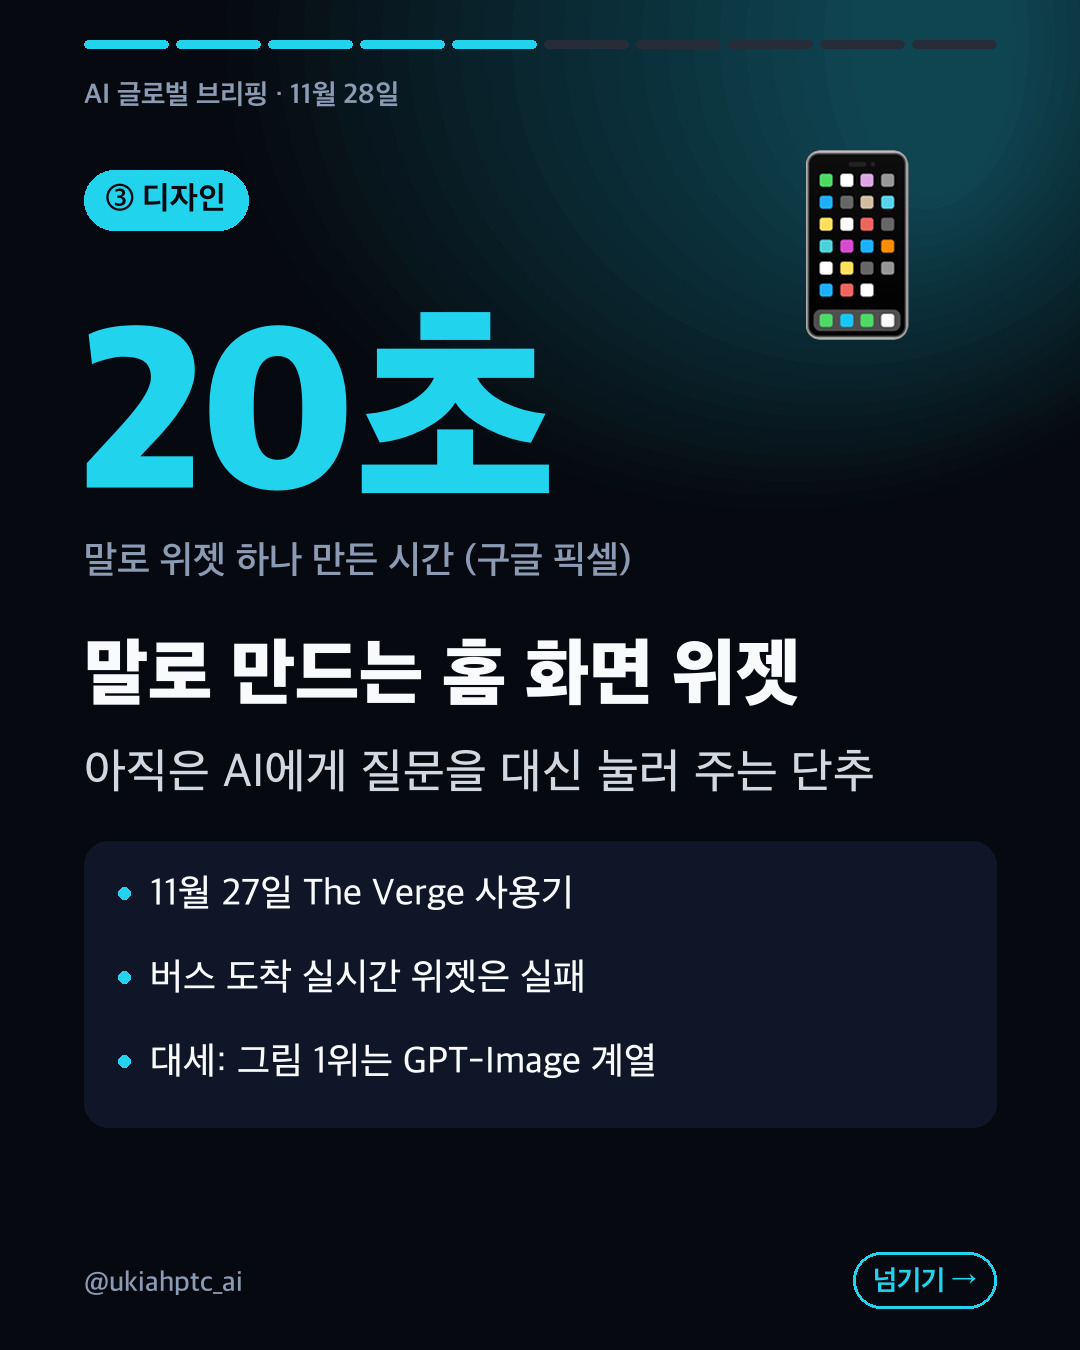 AI 글로벌 브리핑 · 11월 28일
③ 디자인
20초
말로 위젯 하나 만든 시간 (구글 픽셀)
말로 만드는 홈 화면 위젯
아직은 AI에게 질문을 대신 눌러 주는 단추
• 11월 27일 The Verge 사용기
• 버스 도착 실시간 위젯은 실패
• 대세: 그림 1위는 GPT-Image 계열
@ukiahptc_ai
넘기기 →